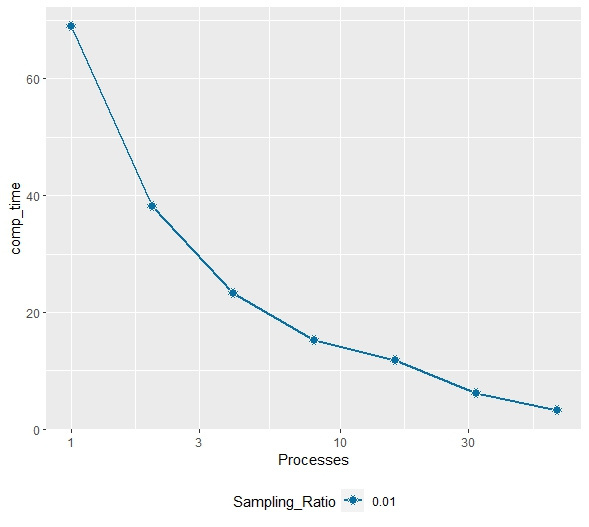 comp_time
60
40
20
0
1 3 10 30
Processes
Sampling_Ratio 0.01